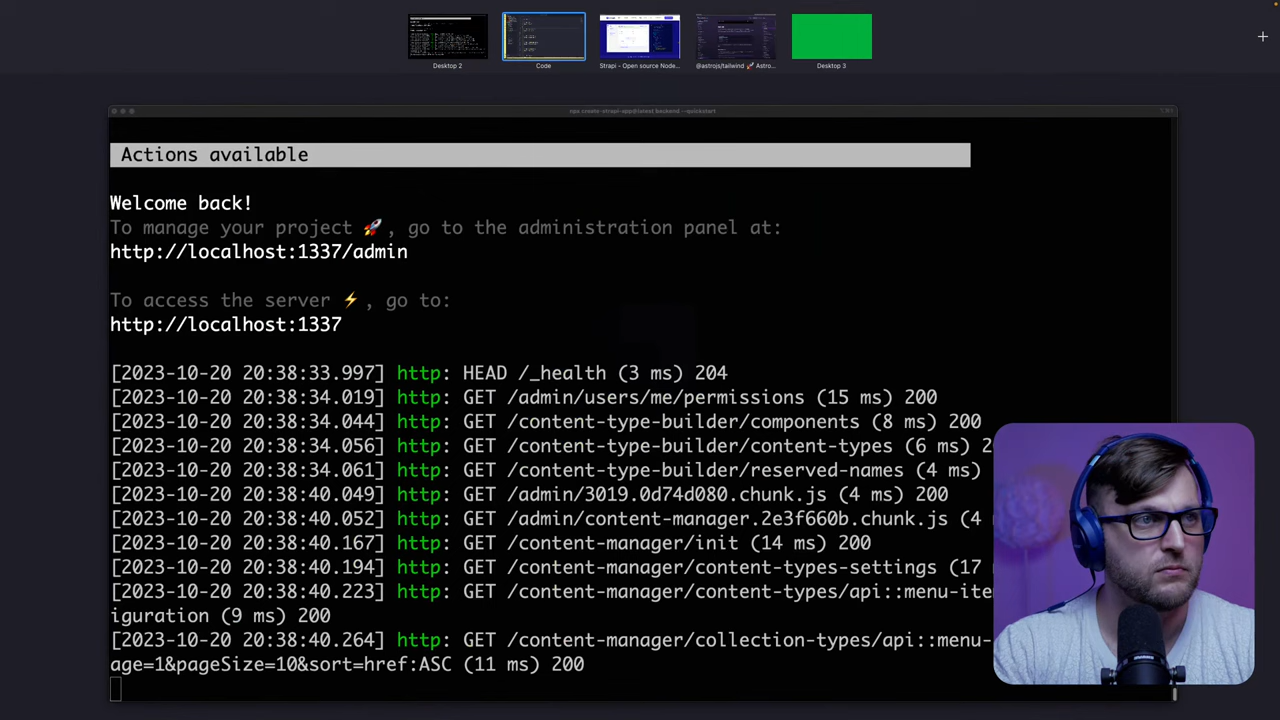 Desktop 2
Code
Strapi - Open source Node...
@astrojs/tailwind 🚀 Astro...
Desktop 3
npx create-strapi-app@latest backend --quickstart
Actions available
Welcome back!
To manage your project 🚀, go to the administration panel at:
http://localhost:1337/admin
To access the server ⚡, go to:
http://localhost:1337
[2023-10-20 20:38:33.997] http: HEAD /_health (3 ms) 204
[2023-10-20 20:38:34.019] http: GET /admin/users/me/permissions (15 ms) 200
[2023-10-20 20:38:34.044] http: GET /content-type-builder/components (8 ms) 200
[2023-10-20 20:38:34.056] http: GET /content-type-builder/content-types (6 ms) 2
[2023-10-20 20:38:34.061] http: GET /content-type-builder/reserved-names (4 ms)
[2023-10-20 20:38:40.049] http: GET /admin/3019.0d74d080.chunk.js (4 ms) 200
[2023-10-20 20:38:40.052] http: GET /admin/content-manager.2e3f660b.chunk.js (4
[2023-10-20 20:38:40.167] http: GET /content-manager/init (14 ms) 200
[2023-10-20 20:38:40.194] http: GET /content-manager/content-types-settings (17
[2023-10-20 20:38:40.223] http: GET /content-manager/content-types/api::menu-ite
iguration (9 ms) 200
[2023-10-20 20:38:40.264] http: GET /content-manager/collection-types/api::menu-
age=1&pageSize=10&sort=href:ASC (11 ms) 200